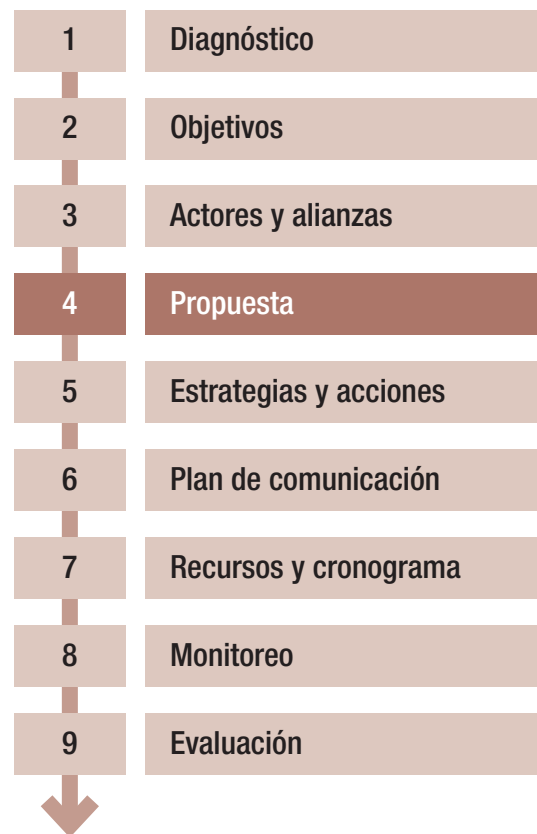 1 Diagnóstico
2 Objetivos
3 Actores y alianzas
4 Propuesta
5 Estrategias y acciones
6 Plan de comunicación
7 Recursos y cronograma
8 Monitoreo
9 Evaluación